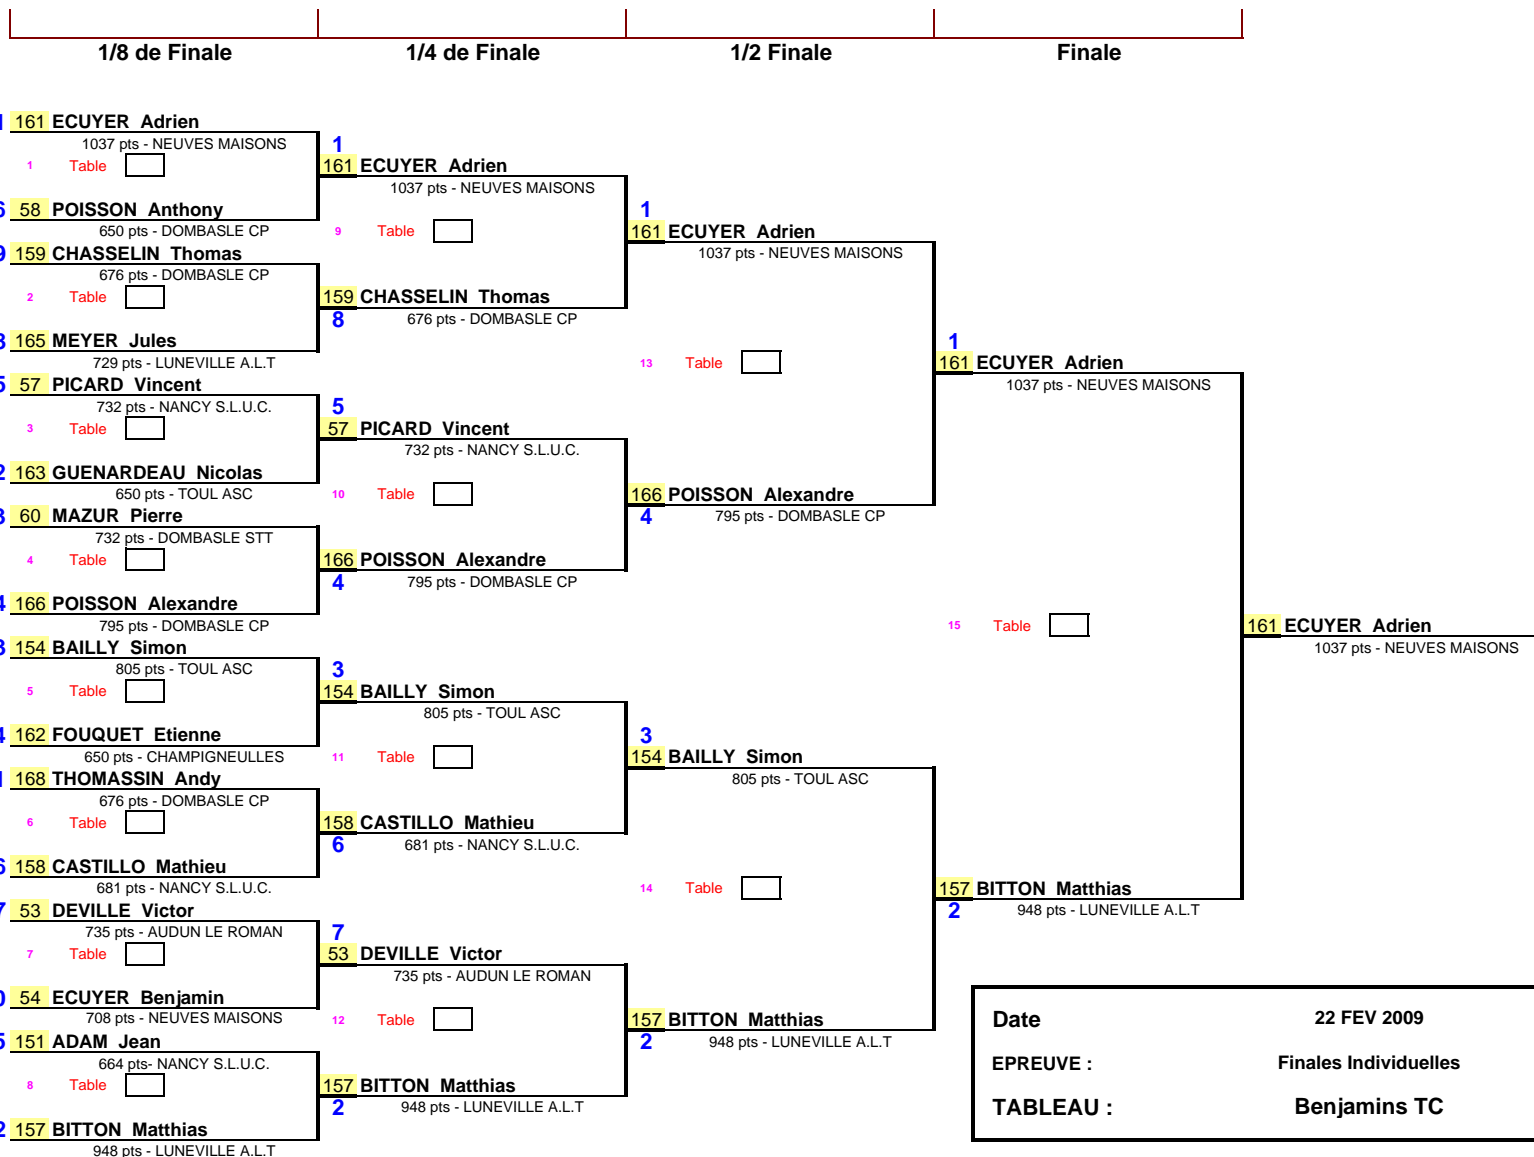 1/8 de Finale
1/4 de Finale
1/2 Finale
Finale
161 ECUYER Adrien
1037 pts - NEUVES MAISONS
1 Table
58 POISSON Anthony
650 pts - DOMBASLE CP
159 CHASSELIN Thomas
676 pts - DOMBASLE CP
2 Table
165 MEYER Jules
729 pts - LUNEVILLE A.L.T
57 PICARD Vincent
732 pts - NANCY S.L.U.C.
3 Table
163 GUENARDEAU Nicolas
650 pts - TOUL ASC
60 MAZUR Pierre
732 pts - DOMBASLE STT
4 Table
166 POISSON Alexandre
795 pts - DOMBASLE CP
154 BAILLY Simon
805 pts - TOUL ASC
5 Table
162 FOUQUET Etienne
650 pts - CHAMPIGNEULLES
168 THOMASSIN Andy
676 pts - DOMBASLE CP
6 Table
158 CASTILLO Mathieu
681 pts - NANCY S.L.U.C.
53 DEVILLE Victor
735 pts - AUDUN LE ROMAN
7 Table
54 ECUYER Benjamin
708 pts - NEUVES MAISONS
151 ADAM Jean
664 pts- NANCY S.L.U.C.
8 Table
157 BITTON Matthias
948 pts - LUNEVILLE A.L.T
1
161 ECUYER Adrien
1037 pts - NEUVES MAISONS
9 Table
159 CHASSELIN Thomas
8 676 pts - DOMBASLE CP
5
57 PICARD Vincent
732 pts - NANCY S.L.U.C.
10 Table
166 POISSON Alexandre
4 795 pts - DOMBASLE CP
3
154 BAILLY Simon
805 pts - TOUL ASC
11 Table
158 CASTILLO Mathieu
6 681 pts - NANCY S.L.U.C.
7
53 DEVILLE Victor
735 pts - AUDUN LE ROMAN
12 Table
157 BITTON Matthias
2 948 pts - LUNEVILLE A.L.T
1
161 ECUYER Adrien
1037 pts - NEUVES MAISONS
13 Table
166 POISSON Alexandre
4 795 pts - DOMBASLE CP
3
154 BAILLY Simon
805 pts - TOUL ASC
14 Table
157 BITTON Matthias
2 948 pts - LUNEVILLE A.L.T
1
161 ECUYER Adrien
1037 pts - NEUVES MAISONS
15 Table
157 BITTON Matthias
2 948 pts - LUNEVILLE A.L.T
161 ECUYER Adrien
1037 pts - NEUVES MAISONS
Date 22 FEV 2009
EPREUVE : Finales Individuelles
TABLEAU : Benjamins TC